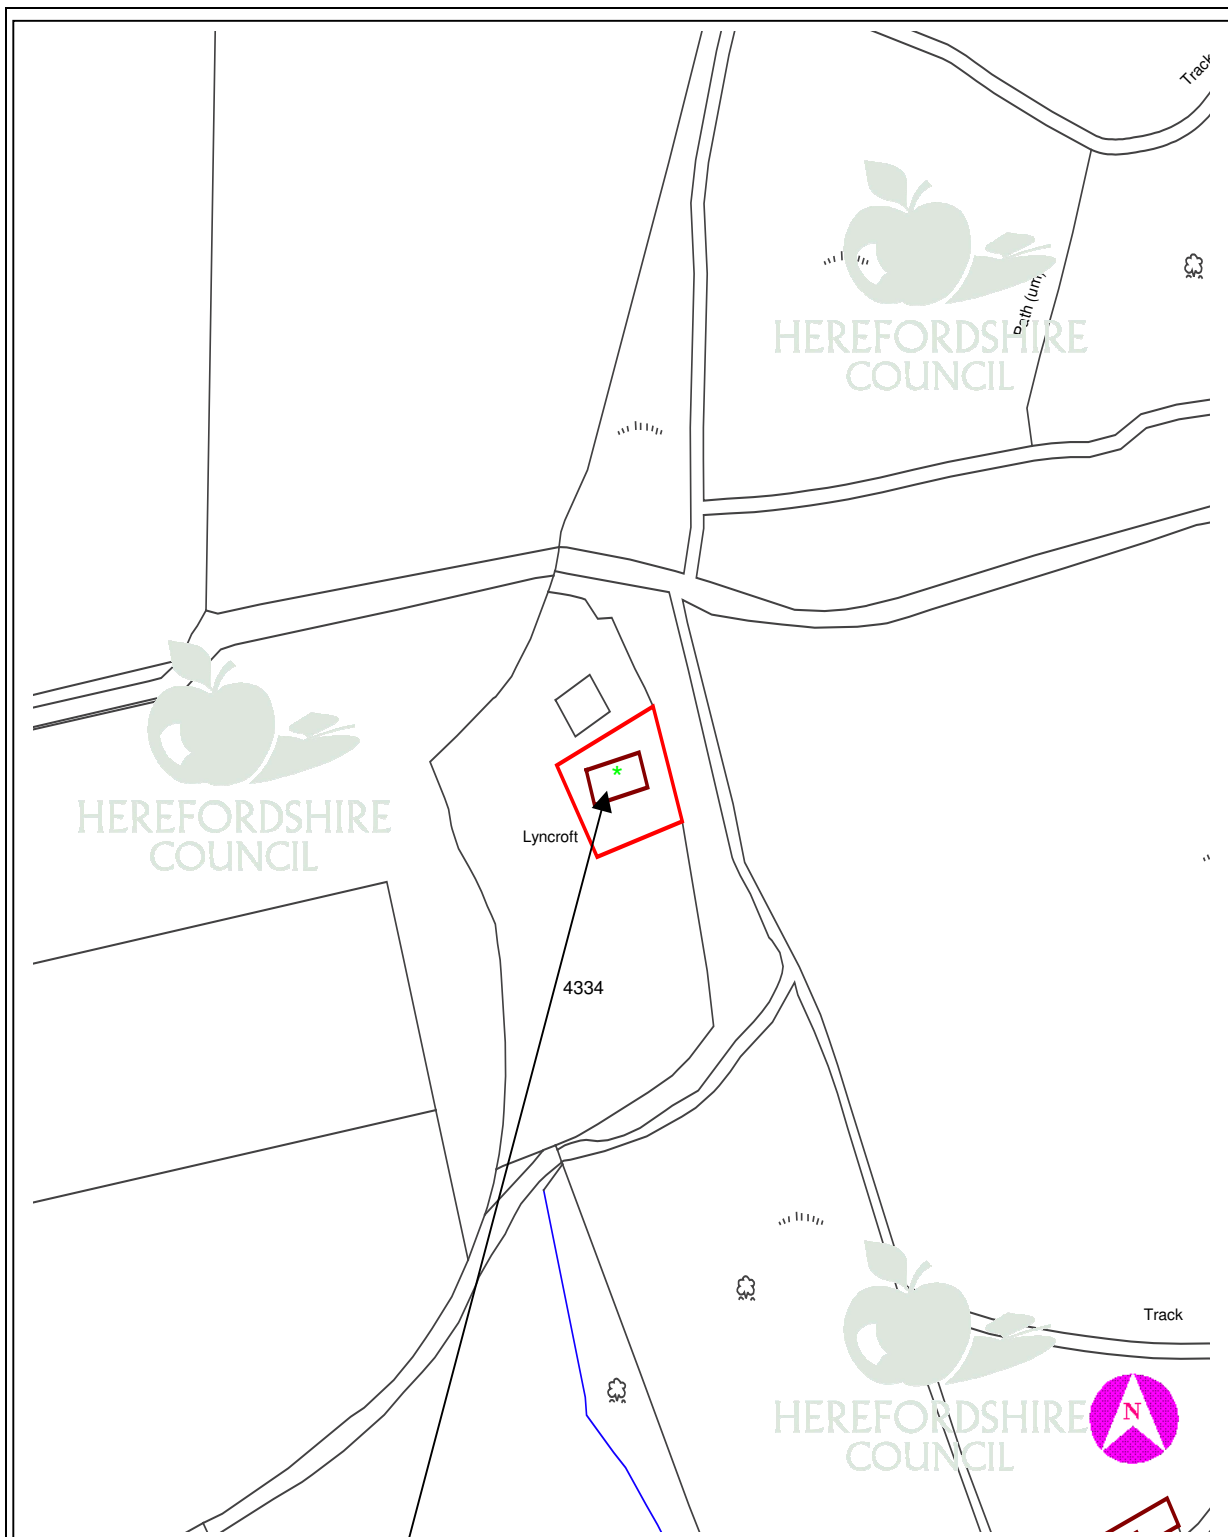 Track
Path (um)
HEREFORDSHIRE
COUNCIL
HEREFORDSHIRE
COUNCIL
Lyncroft
4334
Track
HEREFORDSHIRE
COUNCIL
N